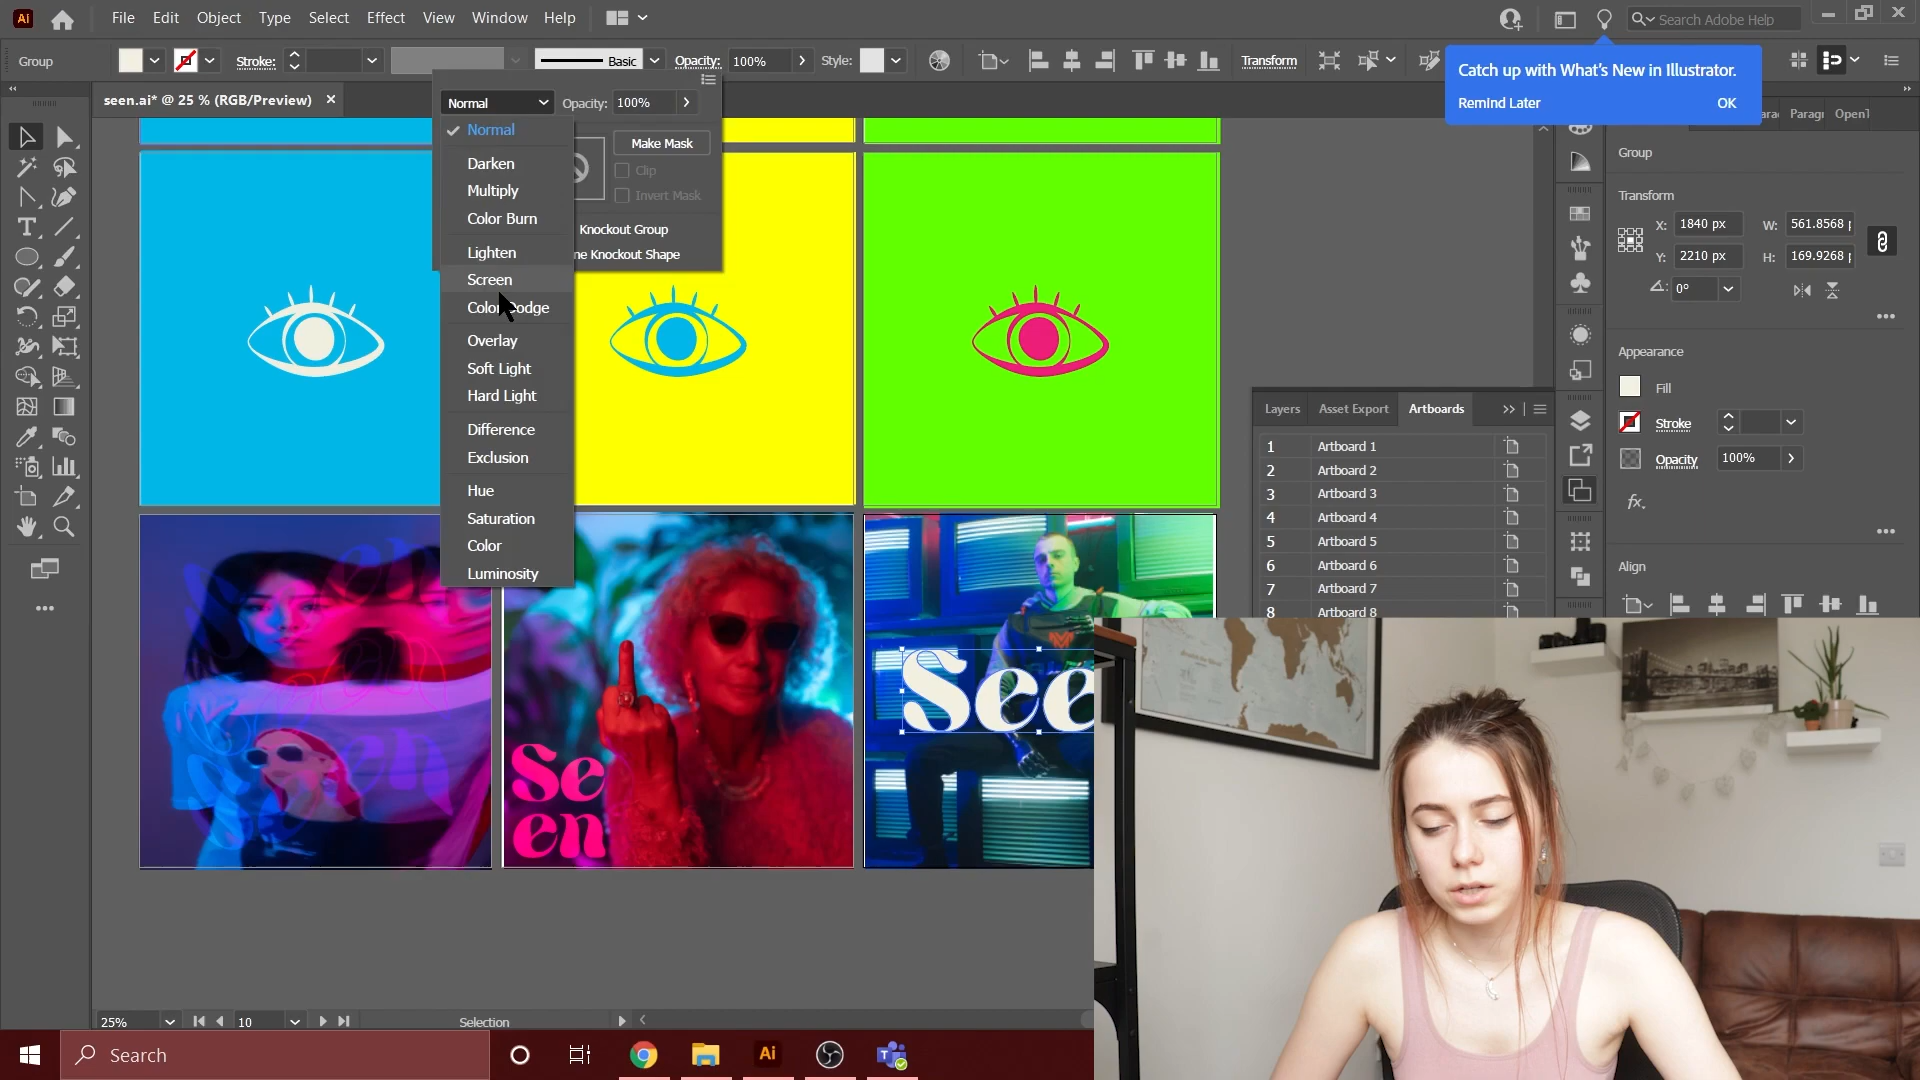 Ai File Edit Object Type Select Effect View Window Help Search Adobe Help
Group Stroke: Basic Opacity: 100% Style: Transform
Catch up with What's New in Illustrator.
Remind Later OK
seen.ai* @ 25 % (RGB/Preview)
Normal Opacity: 100%
Normal
Make Mask
Darken
Clip
Multiply
Invert Mask
Color Burn
Knockout Group
Lighten
Knockout Shape
Screen
Color Dodge
Overlay
Soft Light
Hard Light
Difference
Exclusion
Hue
Saturation
Color
Luminosity
Paragr OpenT
Group
Transform
X: 1840 px W: 561.8568
Y: 2210 px H: 169.9268 px
0°
Appearance
Fill
Stroke
Opacity 100%
fx
Align
Layers Asset Export Artboards
1 Artboard 1
2 Artboard 2
3 Artboard 3
4 Artboard 4
5 Artboard 5
6 Artboard 6
7 Artboard 7
8 Artboard 8
Se
en
See
25% 10 Selection
Search Ai